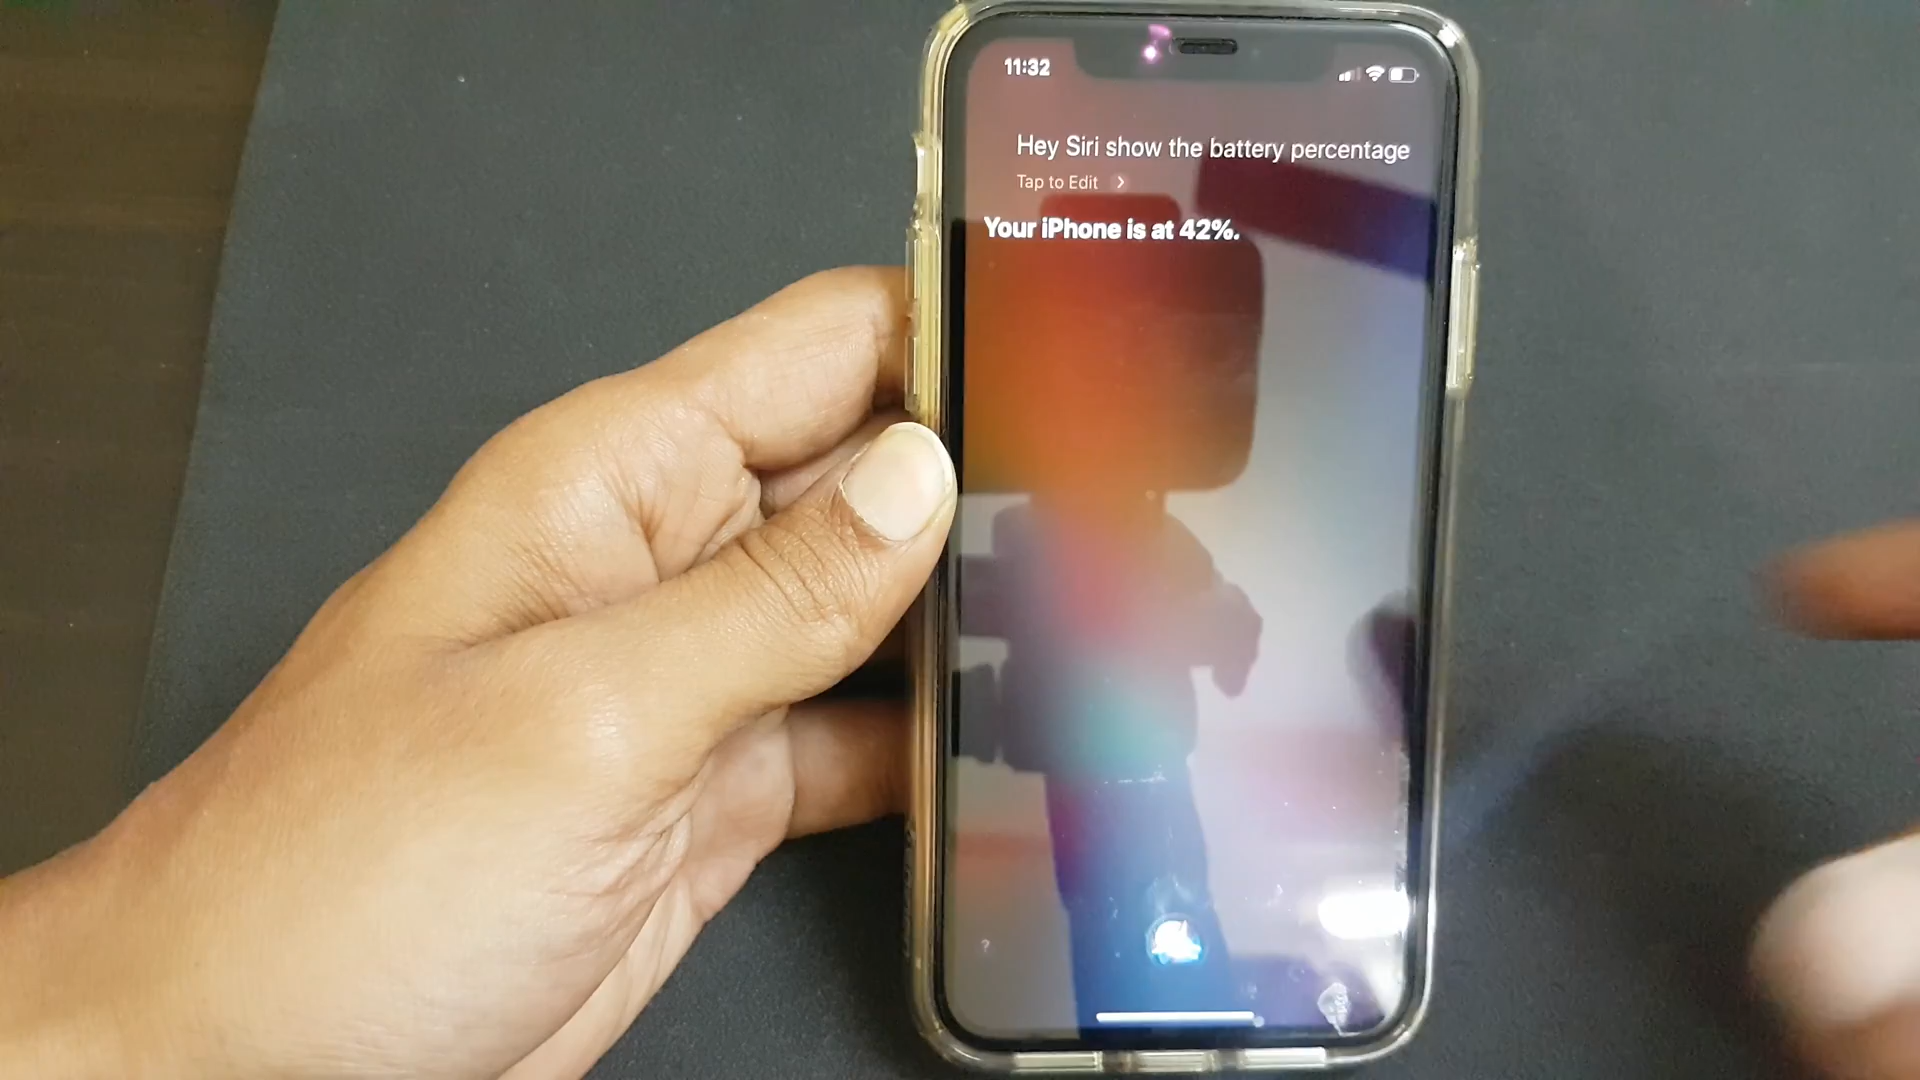 11:32
Hey Siri show the battery percentage
Tap to Edit >
Your iPhone is at 42%.
?